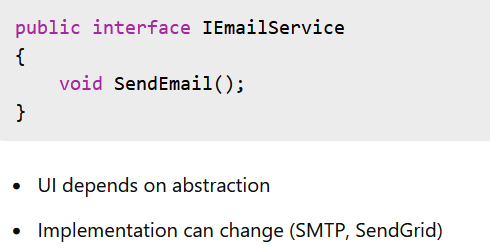 public interface IEmailService
{
    void SendEmail();
}
• UI depends on abstraction
• Implementation can change (SMTP, SendGrid)